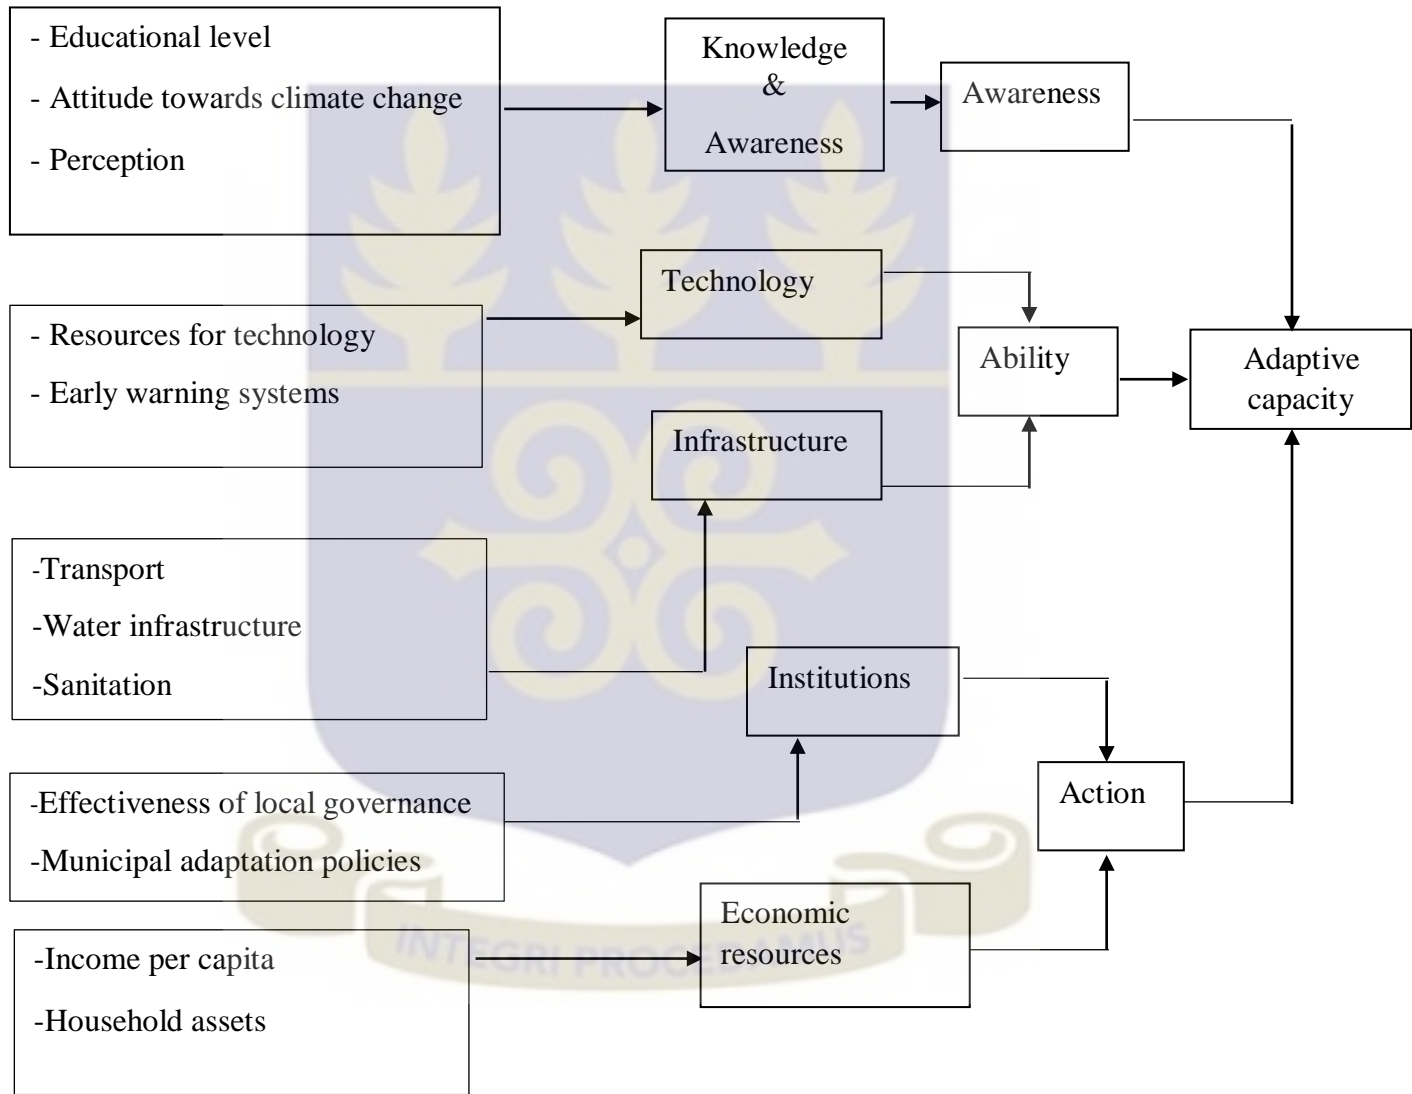 - Educational level
- Attitude towards climate change
- Perception
Knowledge
&
Awareness
Awareness
- Resources for technology
- Early warning systems
Technology
Ability
Adaptive
capacity
Infrastructure
-Transport
-Water infrastructure
-Sanitation
Institutions
-Effectiveness of local governance
-Municipal adaptation policies
Action
Economic
resources
-Income per capita
-Household assets
INTEGRI PROCEDAMUS